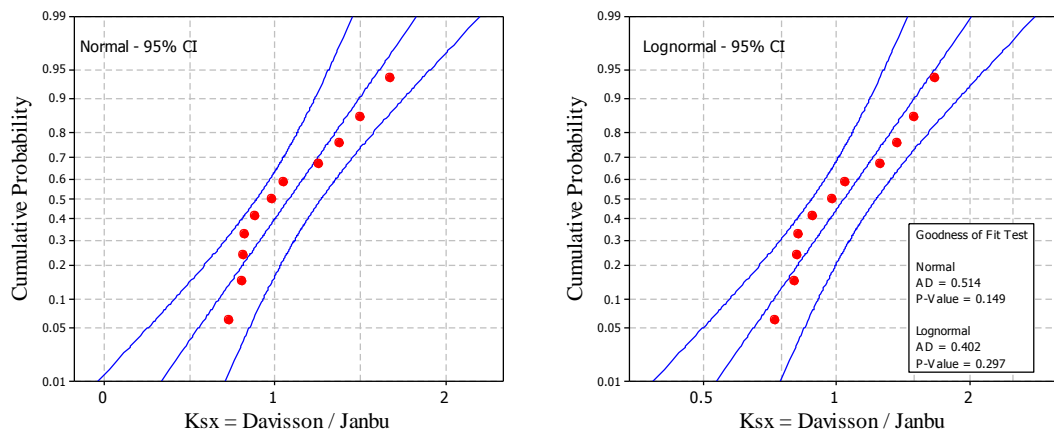 Normal - 95% CI
Cumulative Probability
0.99
0.95
0.9
0.8
0.7
0.6
0.5
0.4
0.3
0.2
0.1
0.05
0.01
0
1
2
Ksx = Davisson / Janbu
Lognormal - 95% CI
Cumulative Probability
0.99
0.95
0.9
0.8
0.7
0.6
0.5
0.4
0.3
0.2
0.1
0.05
0.01
0.5
1
2
Ksx = Davisson / Janbu
Goodness of Fit Test
Normal
AD = 0.514
P-Value = 0.149
Lognormal
AD = 0.402
P-Value = 0.297